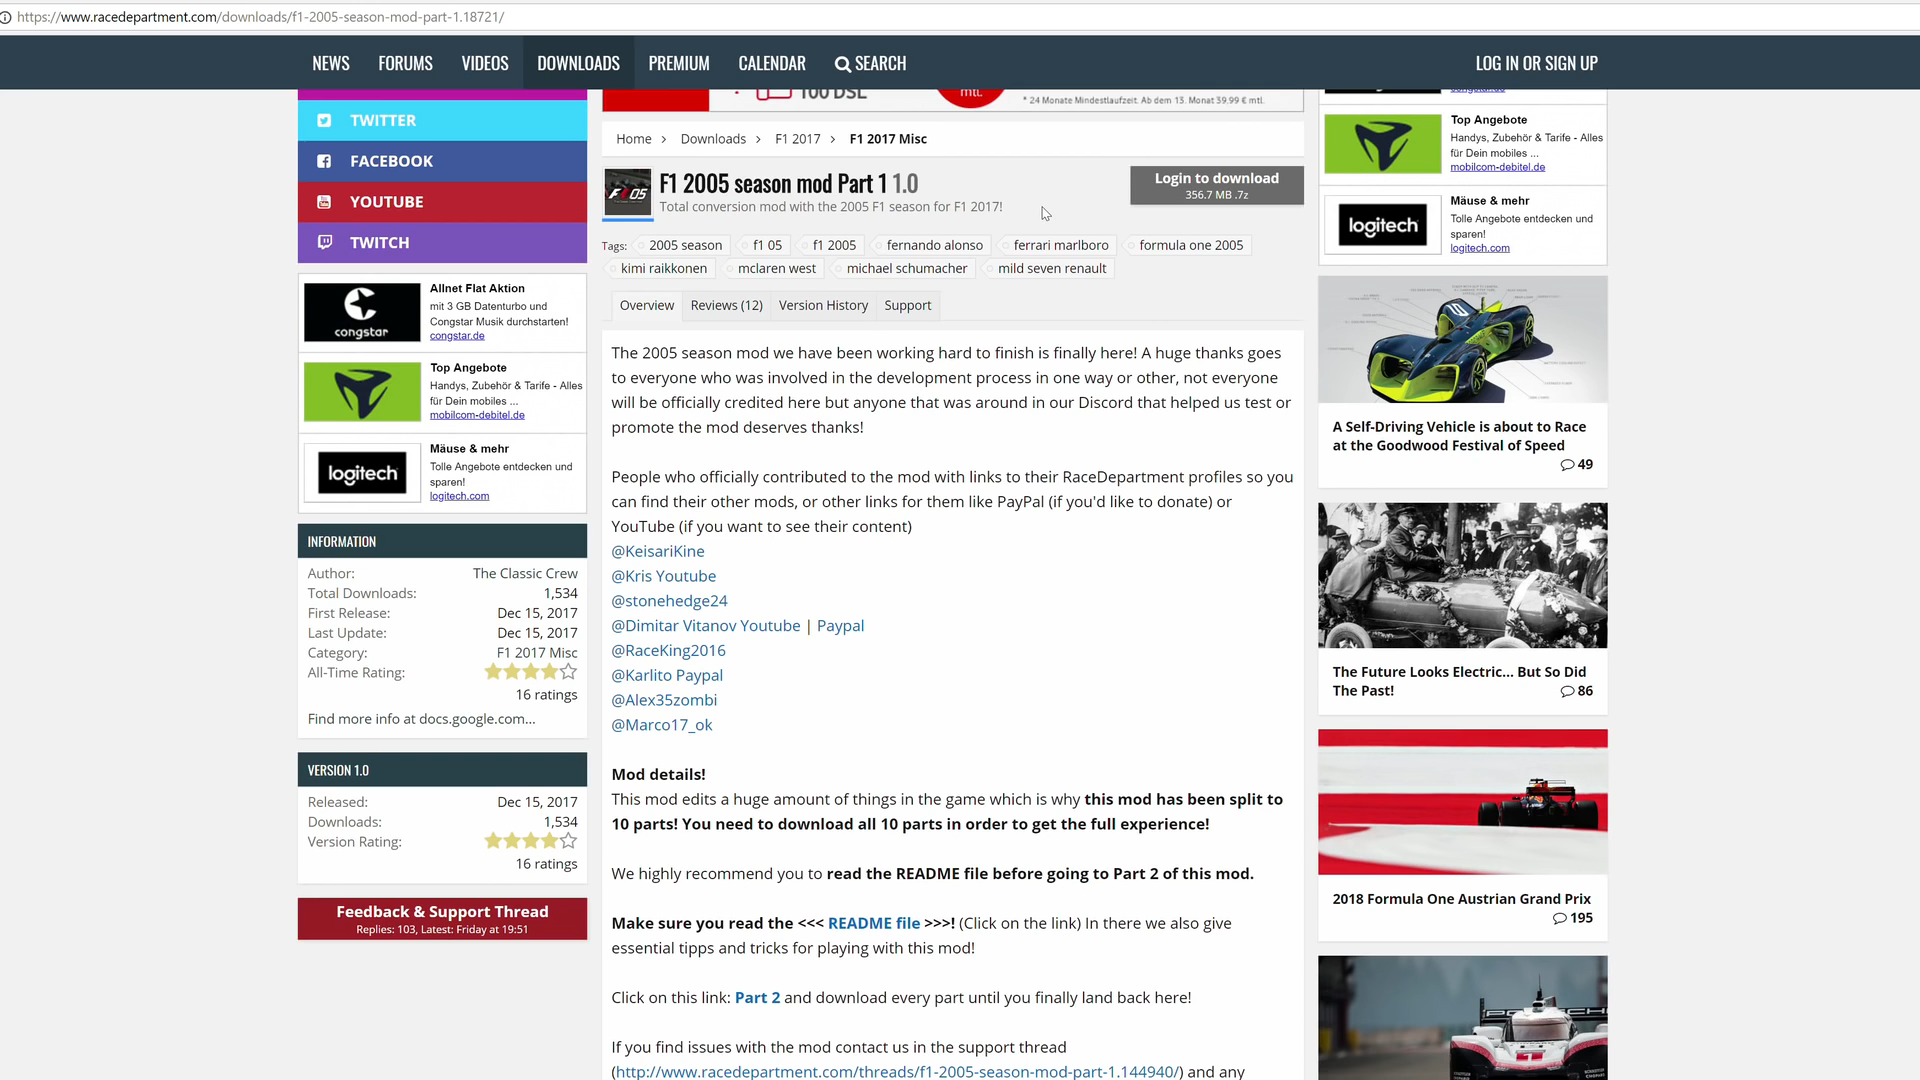 https://www.racedepartment.com/downloads/f1-2005-season-mod-part-1.18721/
NEWS
FORUMS
VIDEOS
DOWNLOADS
PREMIUM
CALENDAR
SEARCH
LOG IN OR SIGN UP
TWITTER
FACEBOOK
YOUTUBE
TWITCH
congstar
Allnet Flat Aktion
mit 3 GB Datenturbo und
Congstar Musik durchstarten!
congstar.de
Top Angebote
Handys, Zubehör & Tarife - Alles
für Dein mobiles ...
mobilcom-debitel.de
logitech
Mäuse & mehr
Tolle Angebote entdecken und
sparen!
logitech.com
INFORMATION
Author: The Classic Crew
Total Downloads: 1,534
First Release: Dec 15, 2017
Last Update: Dec 15, 2017
Category: F1 2017 Misc
All-Time Rating:
16 ratings
Find more info at docs.google.com...
VERSION 1.0
Released: Dec 15, 2017
Downloads: 1,534
Version Rating:
16 ratings
Feedback & Support Thread
Replies: 103, Latest: Friday at 19:51
100 DSL
mtl.
* 24 Monate Mindestlaufzeit. Ab dem 13. Monat 39.99 € mtl.
Home > Downloads > F1 2017 > F1 2017 Misc
F1 05
F1 2005 season mod Part 1 1.0
Total conversion mod with the 2005 F1 season for F1 2017!
Login to download
356.7 MB .7z
Tags: 2005 season f1 05 f1 2005 fernando alonso ferrari marlboro formula one 2005
kimi raikkonen mclaren west michael schumacher mild seven renault
Overview Reviews (12) Version History Support
The 2005 season mod we have been working hard to finish is finally here! A huge thanks goes
to everyone who was involved in the development process in one way or other, not everyone
will be officially credited here but anyone that was around in our Discord that helped us test or
promote the mod deserves thanks!
People who officially contributed to the mod with links to their RaceDepartment profiles so you
can find their other mods, or other links for them like PayPal (if you'd like to donate) or
YouTube (if you want to see their content)
@KeisariKine
@Kris Youtube
@stonehedge24
@Dimitar Vitanov Youtube | Paypal
@RaceKing2016
@Karlito Paypal
@Alex35zombi
@Marco17_ok
Mod details!
This mod edits a huge amount of things in the game which is why this mod has been split to
10 parts! You need to download all 10 parts in order to get the full experience!
We highly recommend you to read the README file before going to Part 2 of this mod.
Make sure you read the <<< README file >>>! (Click on the link) In there we also give
essential tipps and tricks for playing with this mod!
Click on this link: Part 2 and download every part until you finally land back here!
If you find issues with the mod contact us in the support thread
(http://www.racedepartment.com/threads/f1-2005-season-mod-part-1.144940/) and any
congstar.de
Top Angebote
Handys, Zubehör & Tarife - Alles
für Dein mobiles ...
mobilcom-debitel.de
logitech
Mäuse & mehr
Tolle Angebote entdecken und
sparen!
logitech.com
A Self-Driving Vehicle is about to Race
at the Goodwood Festival of Speed
49
The Future Looks Electric... But So Did
The Past!
86
2018 Formula One Austrian Grand Prix
195
PORSCHE
1